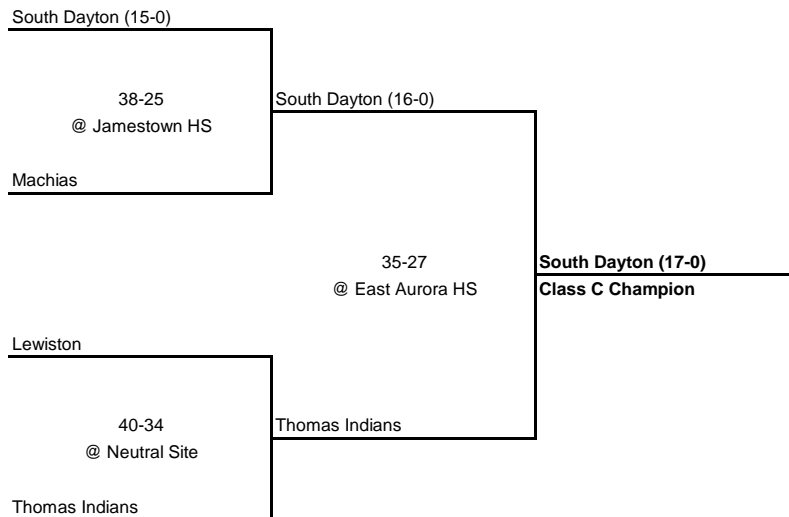 South Dayton (15-0)
38-25
@ Jamestown HS
South Dayton (16-0)
Machias
35-27
@ East Aurora HS
South Dayton (17-0)
Class C Champion
Lewiston
40-34
@ Neutral Site
Thomas Indians
Thomas Indians